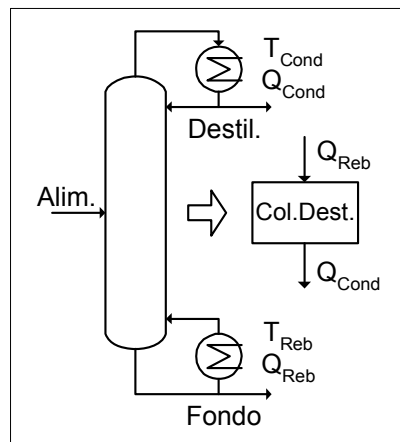 T_Cond
Q_Cond
Destil.
Alim.
Q_Reb
Col.Dest.
Q_Cond
T_Reb
Q_Reb
Fondo